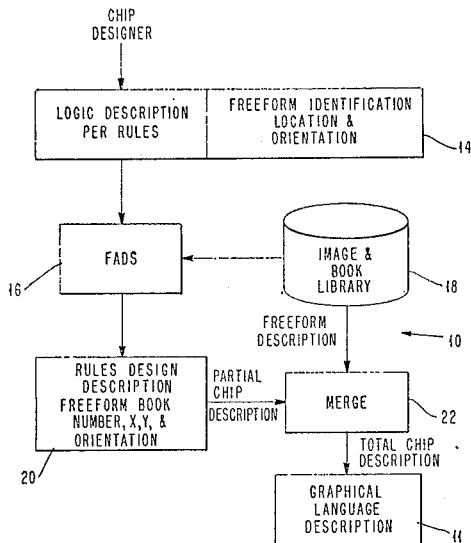 CHIP
DESIGNER
LOGIC DESCRIPTION
PER RULES
FREEFORM IDENTIFICATION
LOCATION &
ORIENTATION
14
FADS
16
IMAGE &
BOOK
LIBRARY
18
FREEFORM
DESCRIPTION
10
RULES DESIGN
DESCRIPTION
FREEFORM BOOK
NUMBER, X,Y, &
ORIENTATION
20
PARTIAL
CHIP
DESCRIPTION
MERGE
22
TOTAL CHIP
DESCRIPTION
GRAPHICAL
LANGUAGE
DESCRIPTION
11